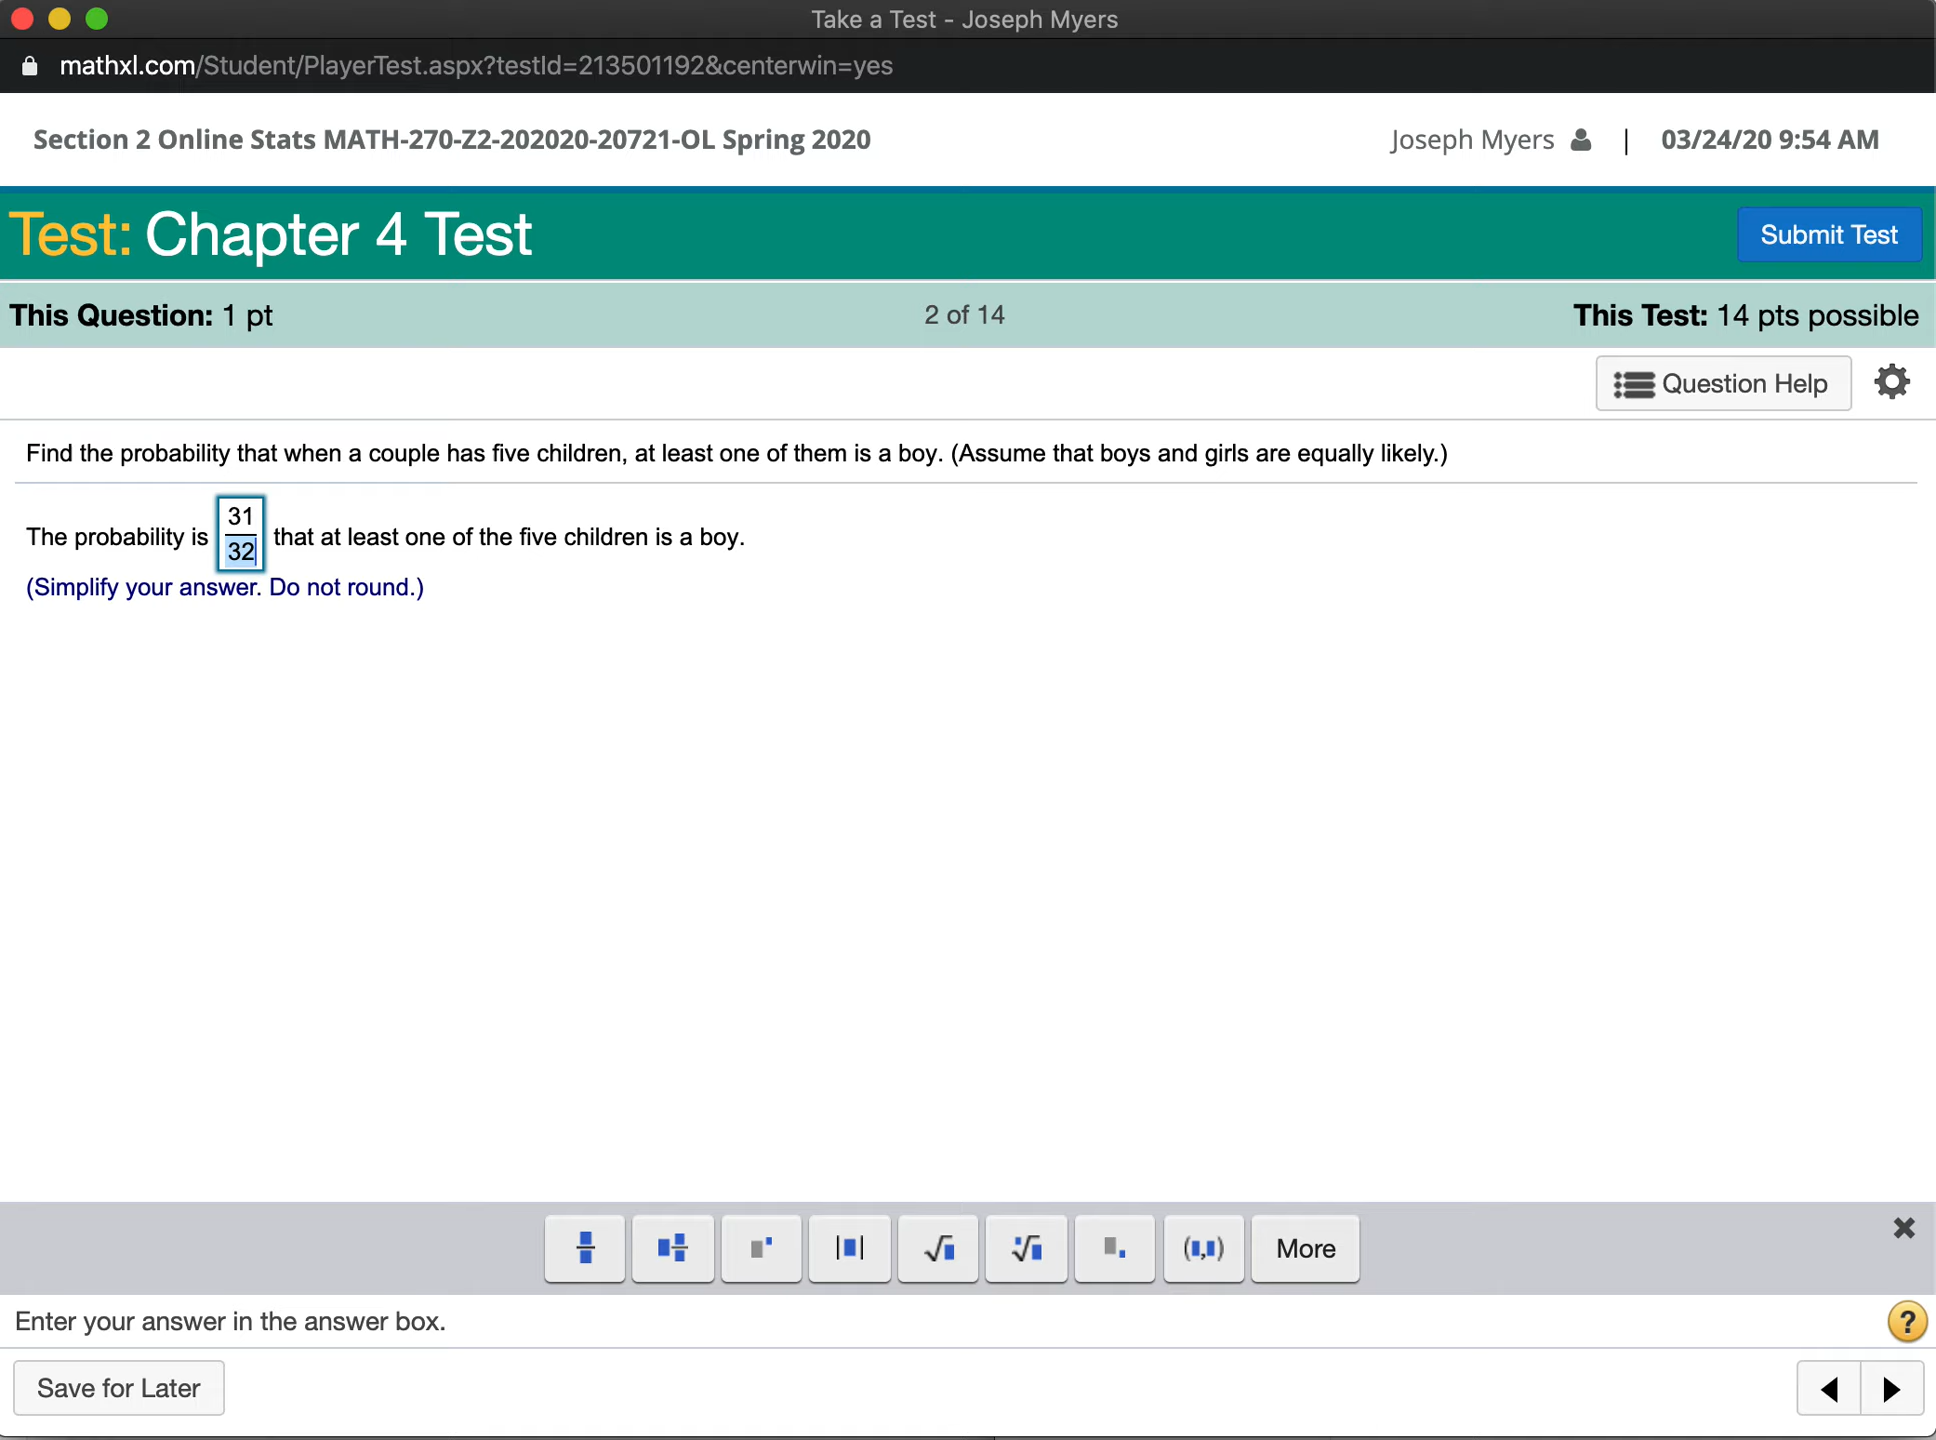 Take a Test - Joseph Myers
mathxl.com/Student/PlayerTest.aspx?testId=213501192&centerwin=yes
Section 2 Online Stats MATH-270-Z2-202020-20721-OL Spring 2020
Joseph Myers | 03/24/20 9:54 AM
Test: Chapter 4 Test
Submit Test
This Question: 1 pt
2 of 14
This Test: 14 pts possible
Question Help
Find the probability that when a couple has five children, at least one of them is a boy. (Assume that boys and girls are equally likely.)
The probability is 31/32 that at least one of the five children is a boy.
(Simplify your answer. Do not round.)
More
Enter your answer in the answer box.
?
Save for Later